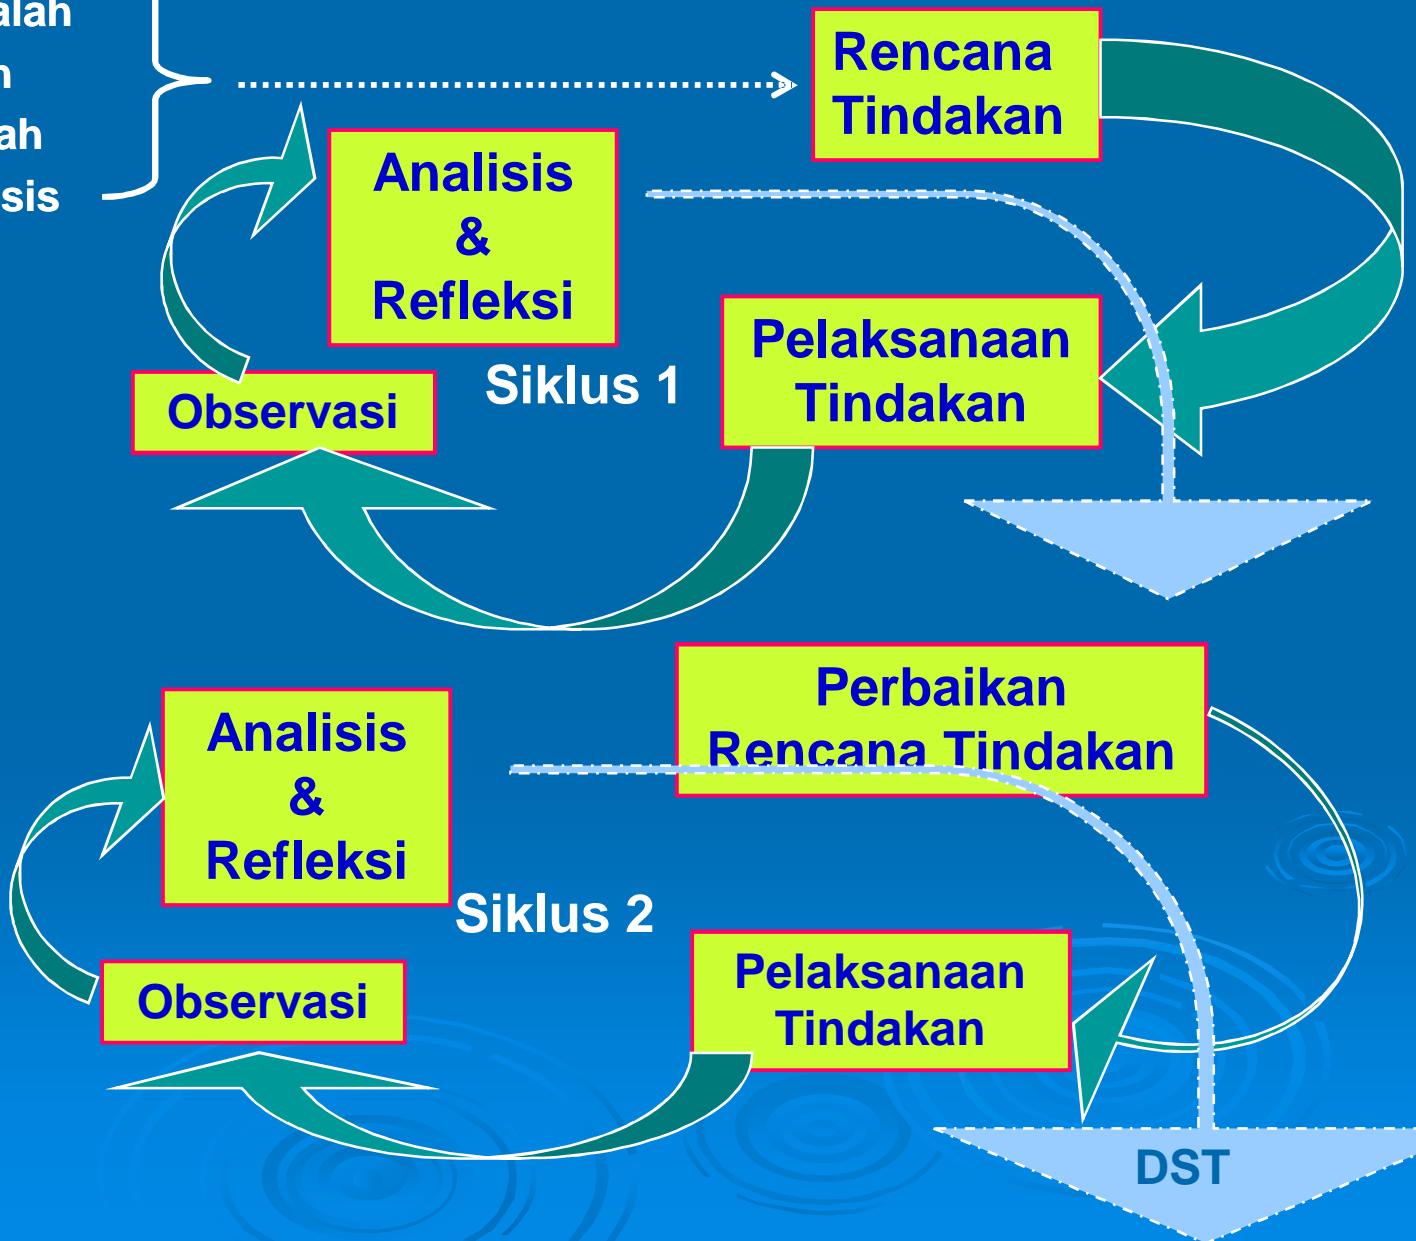 alah
n
ah
sis
Rencana
Tindakan
Analisis
&
Refleksi
Pelaksanaan
Tindakan
Siklus 1
Observasi
Perbaikan
Rencana Tindakan
Analisis
&
Refleksi
Siklus 2
Pelaksanaan
Tindakan
Observasi
DST